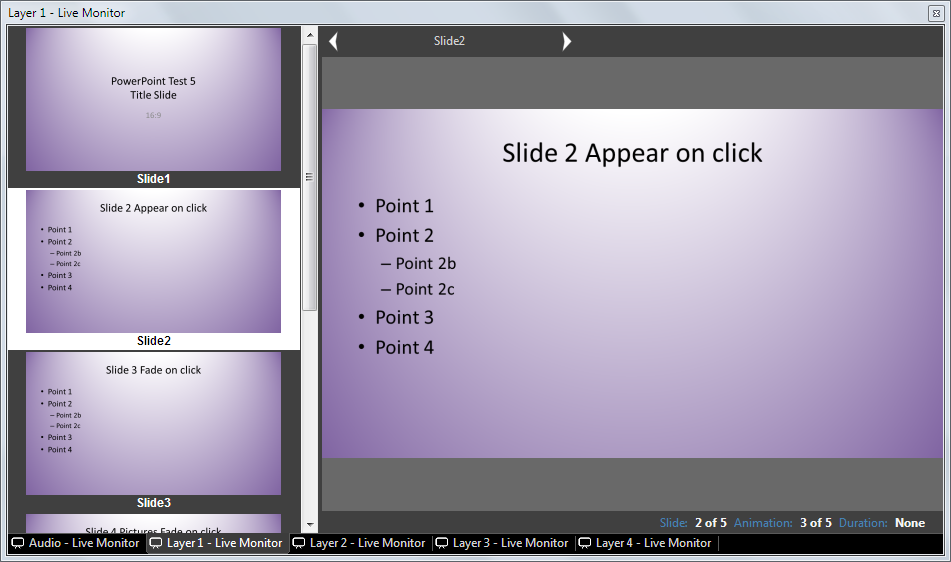 Layer 1 - Live Monitor
PowerPoint Test 5
Title Slide
16:9
Slide1
Slide 2 Appear on click
• Point 1
• Point 2
– Point 2b
– Point 2c
• Point 3
• Point 4
Slide2
Slide 3 Fade on click
• Point 1
• Point 2
– Point 2b
– Point 2c
• Point 3
• Point 4
Slide3
Slide 4 Pictures Fade on click
Slide2
Slide 2 Appear on click
• Point 1
• Point 2
– Point 2b
– Point 2c
• Point 3
• Point 4
Slide: 2 of 5 Animation: 3 of 5 Duration: None
Audio - Live Monitor Layer 1 - Live Monitor Layer 2 - Live Monitor Layer 3 - Live Monitor Layer 4 - Live Monitor